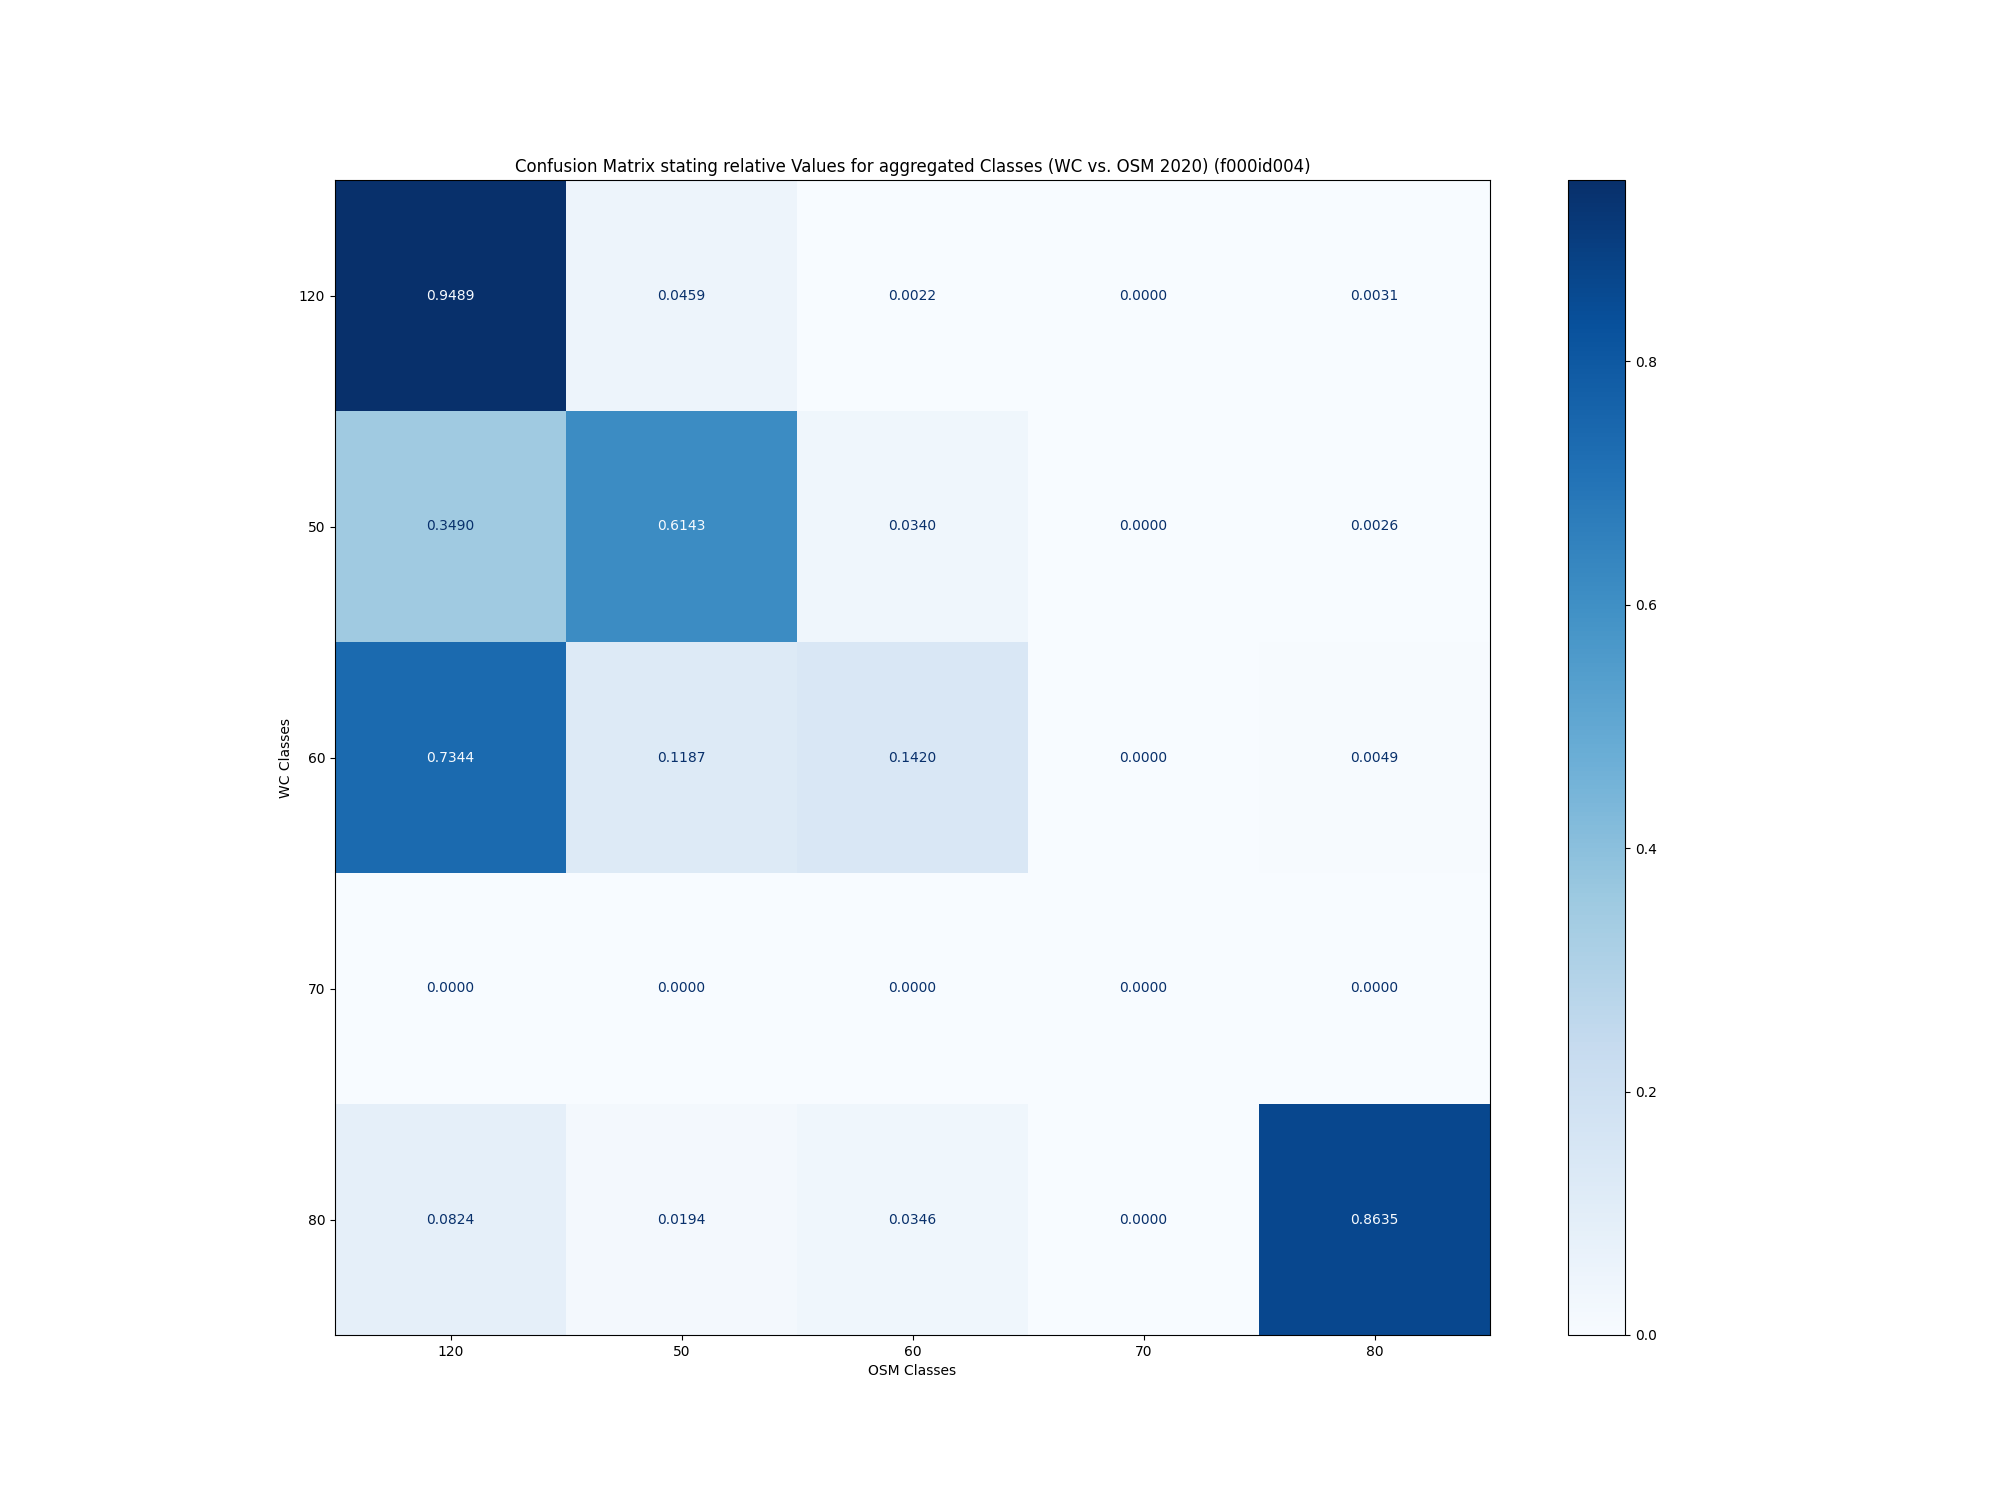 Confusion Matrix stating relative Values for aggregated Classes (WC vs. OSM 2020) (f000id004)
120 0.9489 0.0459 0.0022 0.0000 0.0031
50 0.3490 0.6143 0.0340 0.0000 0.0026
60 0.7344 0.1187 0.1420 0.0000 0.0049
70 0.0000 0.0000 0.0000 0.0000 0.0000
80 0.0824 0.0194 0.0346 0.0000 0.8635
WC Classes
120 50 60 70 80
OSM Classes
0.8
0.6
0.4
0.2
0.0